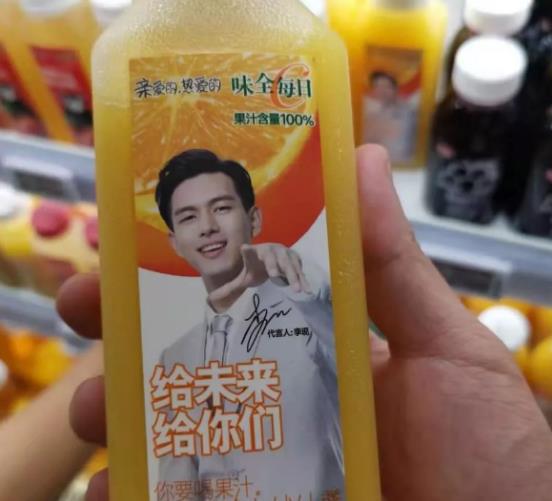 亲爱的,热爱的
味全每日C
果汁含量100%
代言人:李现
给未来
给你们
你要喝果汁,